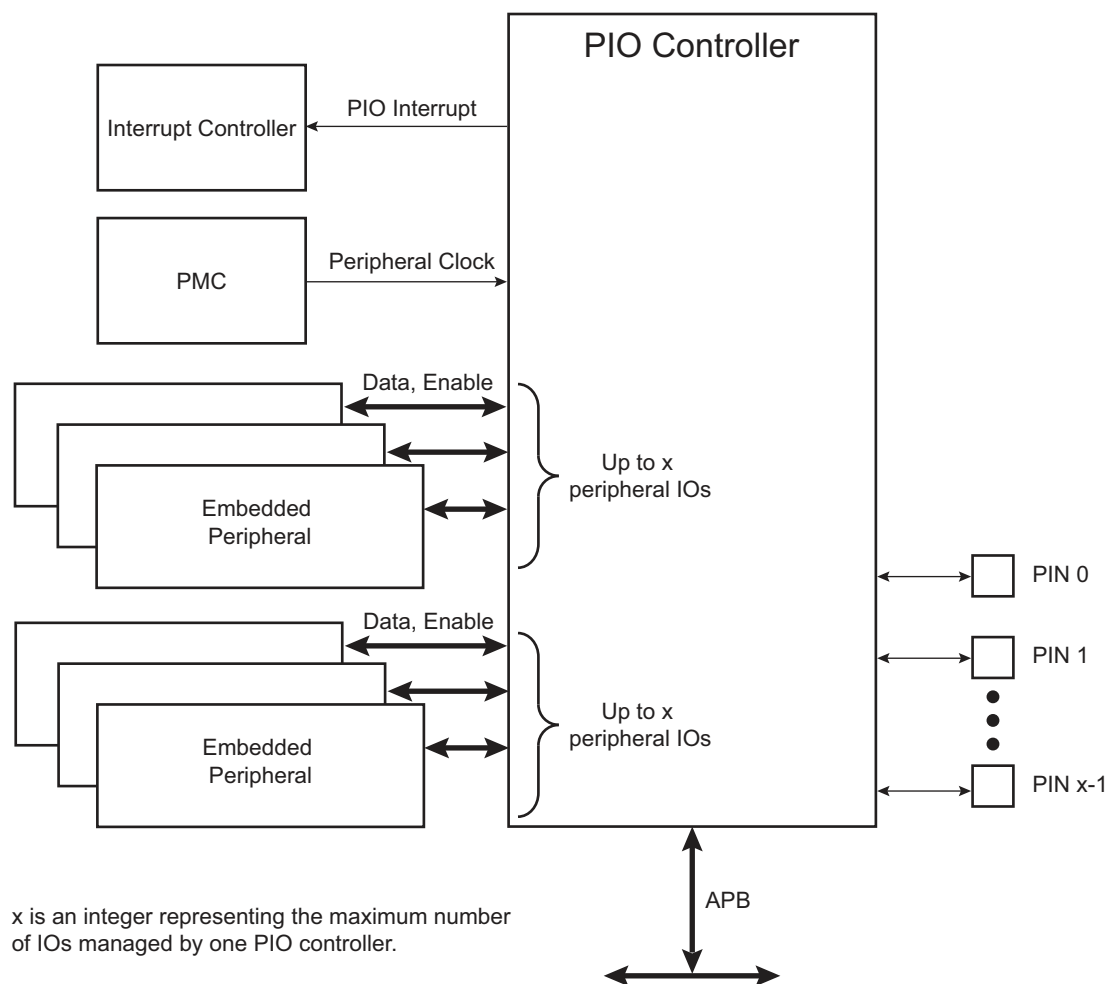 PIO Controller
PIO Interrupt
Interrupt Controller
Peripheral Clock
PMC
Data, Enable
Up to x
peripheral IOs
Embedded
Peripheral
PIN 0
Data, Enable
PIN 1
Up to x
peripheral IOs
Embedded
Peripheral
PIN x-1
APB
x is an integer representing the maximum number
of IOs managed by one PIO controller.